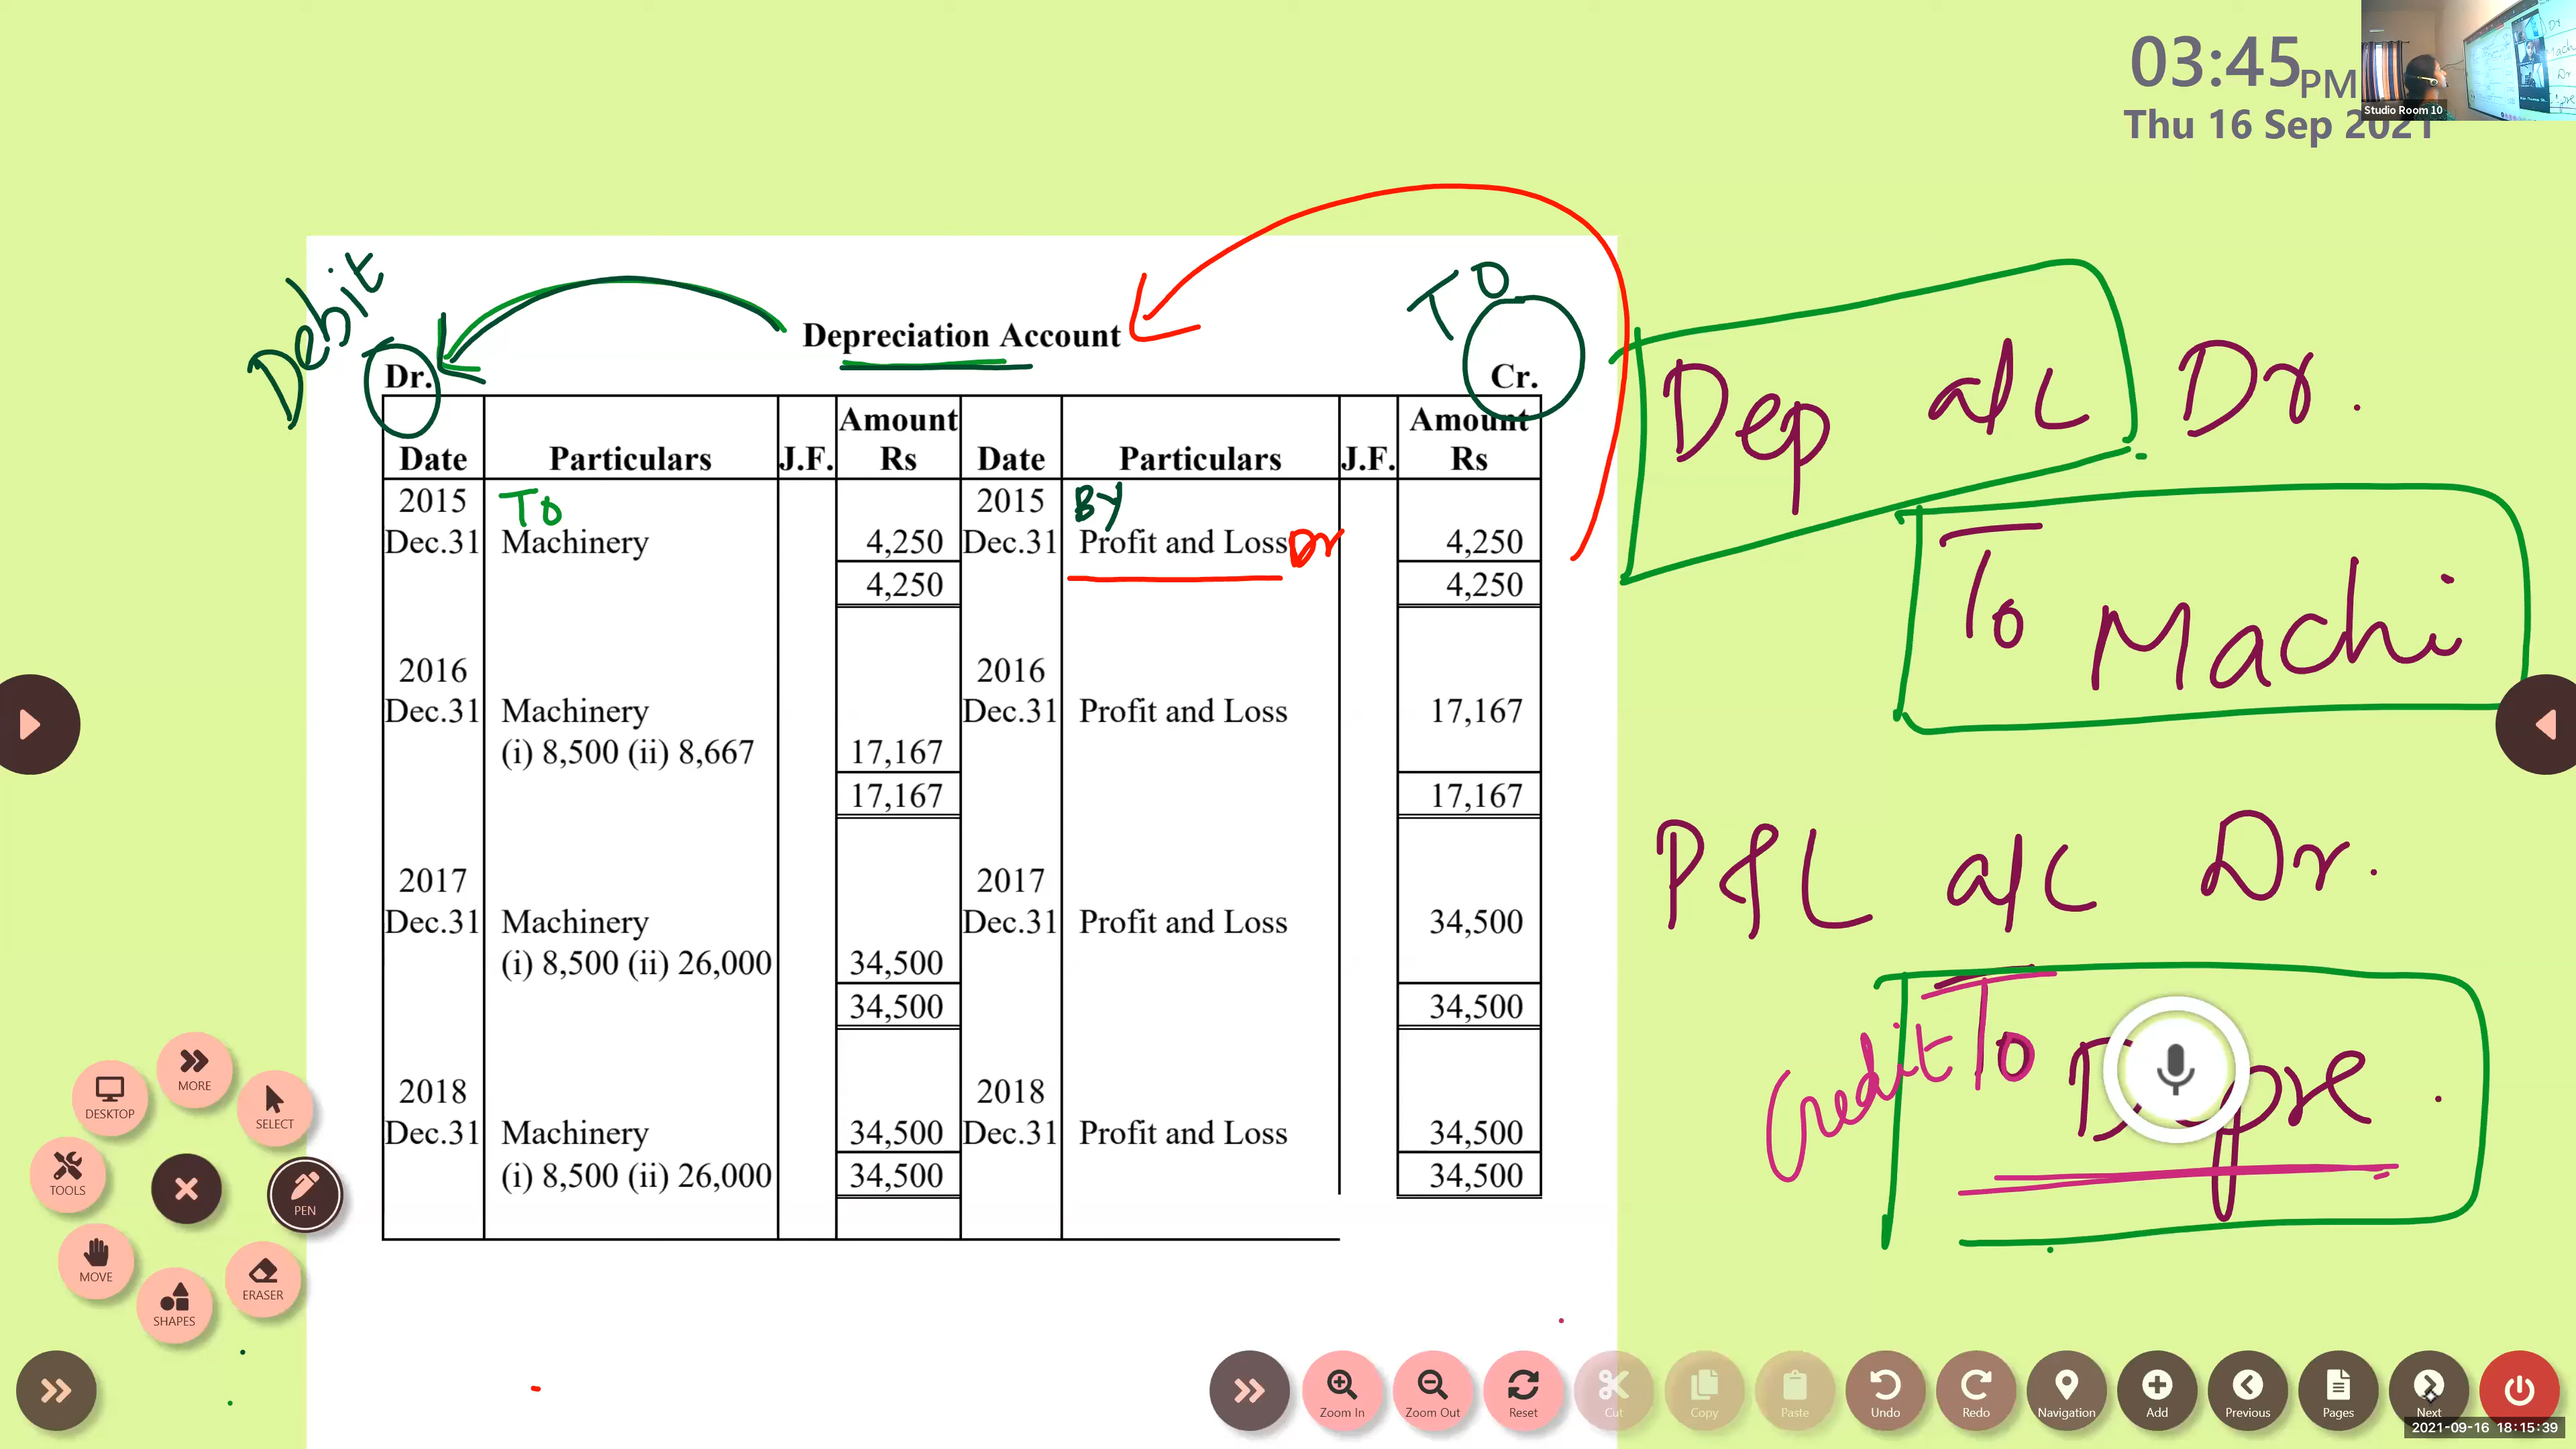 03:45 PM
Thu 16 Sep 2021
Studio Room 10
Debit
TO
Depreciation Account
Dr.
Cr.
Date Particulars J.F. Amount Rs Date Particulars J.F. Amount Rs
2015 To 2015 By
Dec.31 Machinery 4,250 Dec.31 Profit and Loss Dr 4,250
4,250 4,250
2016 2016
Dec.31 Machinery Dec.31 Profit and Loss 17,167
(i) 8,500 (ii) 8,667 17,167
17,167 17,167
2017 2017
Dec.31 Machinery Dec.31 Profit and Loss 34,500
(i) 8,500 (ii) 26,000 34,500
34,500 34,500
2018 2018
Dec.31 Machinery 34,500 Dec.31 Profit and Loss 34,500
(i) 8,500 (ii) 26,000 34,500 34,500
Dep a/c Dr.
To Machi
P&L a/c Dr.
Credit To
MORE
DESKTOP
SELECT
TOOLS
PEN
MOVE
ERASER
SHAPES
Zoom In Zoom Out Reset Cut Copy Paste Undo Redo Navigation Add Previous Pages Next
2021-09-16 18:15:39